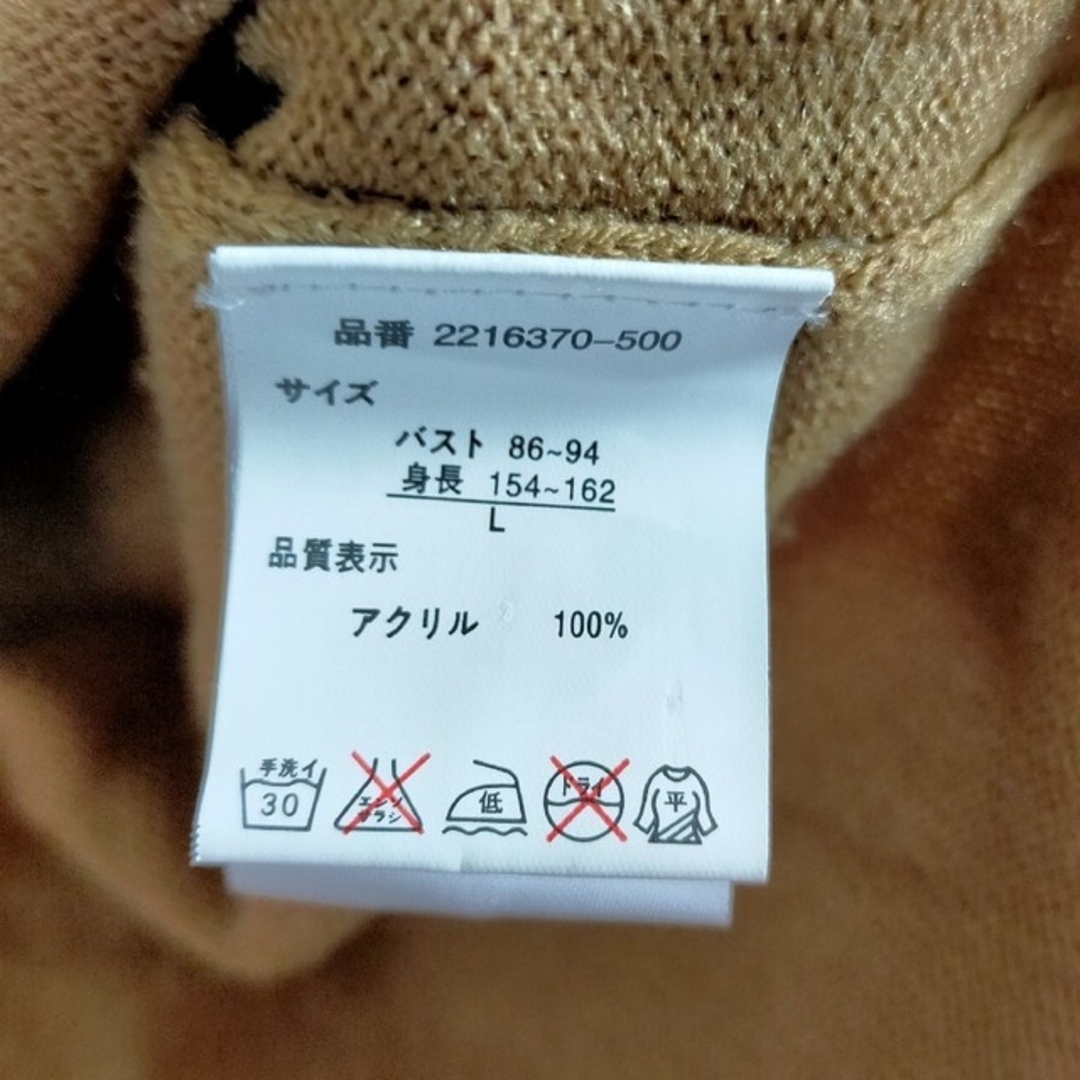 品番 2216370-500
サイズ
バスト 86~94
身長 154~162
L
品質表示
アクリル 100%
手洗イ
30
エンソ
サラシ
低
ドライ
平